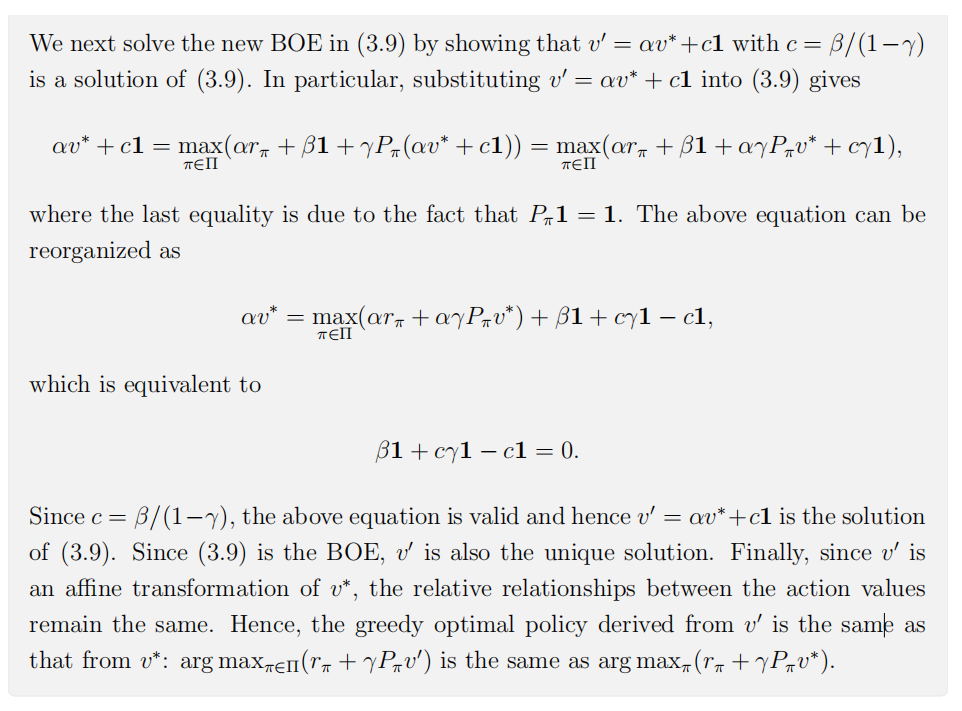 We next solve the new BOE in (3.9) by showing that v′ = αv* + c𝟏 with c = β/(1−γ)
is a solution of (3.9). In particular, substituting v′ = αv* + c𝟏 into (3.9) gives
αv* + c𝟏 = max(αr_π + β𝟏 + γP_π(αv* + c𝟏)) = max(αr_π + β𝟏 + αγP_πv* + cγ𝟏),
π∈Π π∈Π
where the last equality is due to the fact that P_π𝟏 = 𝟏. The above equation can be
reorganized as
αv* = max(αr_π + αγP_πv*) + β𝟏 + cγ𝟏 − c𝟏,
π∈Π
which is equivalent to
β𝟏 + cγ𝟏 − c𝟏 = 0.
Since c = β/(1−γ), the above equation is valid and hence v′ = αv* + c𝟏 is the solution
of (3.9). Since (3.9) is the BOE, v′ is also the unique solution. Finally, since v′ is
an affine transformation of v*, the relative relationships between the action values
remain the same. Hence, the greedy optimal policy derived from v′ is the same as
that from v*: arg max_π∈Π(r_π + γP_πv′) is the same as arg max_π(r_π + γP_πv*).